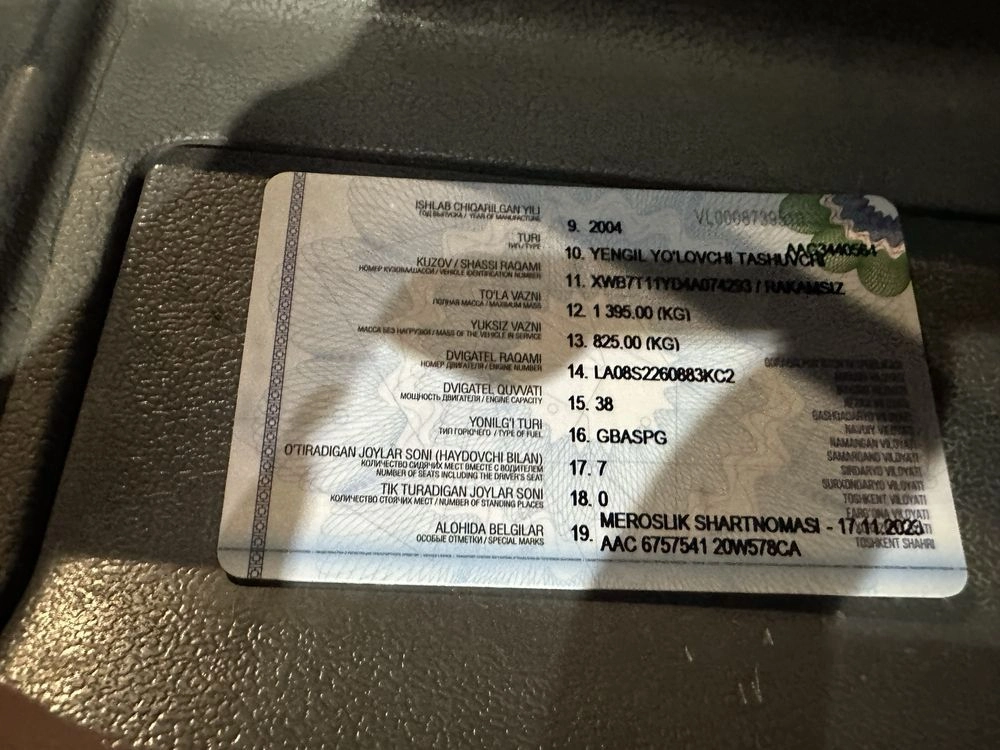 ISHLAB CHIQARILGAN YILI
ГОД ВЫПУСКА / YEAR OF MANUFACTURE
9. 2004
AAC3440564
TURI
ТИП / TYPE
10. YENGIL YO'LOVCHI TASHUVCHI
KUZOV / SHASSI RAQAMI
НОМЕР КУЗОВА/ШАССИ / VEHICLE IDENTIFICATION NUMBER
11. XWB7T11YD4A074293 / RAKAMSIZ
TO'LA VAZNI
ПОЛНАЯ МАССА / MAXIMUM MASS
12. 1 395.00 (KG)
YUKSIZ VAZNI
МАССА БЕЗ НАГРУЗКИ / MASS OF THE VEHICLE IN SERVICE
13. 825.00 (KG)
DVIGATEL RAQAMI
НОМЕР ДВИГАТЕЛЯ / ENGINE NUMBER
14. LA08S2260883KC2
DVIGATEL QUVVATI
МОЩНОСТЬ ДВИГАТЕЛЯ / ENGINE CAPACITY
15. 38
YONILG'I TURI
ТИП ГОРЮЧЕГО / TYPE OF FUEL
16. GBASPG
O'TIRADIGAN JOYLAR SONI (HAYDOVCHI BILAN)
КОЛИЧЕСТВО СИДЯЧИХ МЕСТ ВМЕСТЕ С ВОДИТЕЛЕМ
NUMBER OF SEATS INCLUDING THE DRIVER'S SEAT
17. 7
TIK TURADIGAN JOYLAR SONI
КОЛИЧЕСТВО СТОЯЧИХ МЕСТ / NUMBER OF STANDING PLACES
18. 0
ALOHIDA BELGILAR
ОСОБЫЕ ОТМЕТКИ / SPECIAL MARKS
19. MEROSLIK SHARTNOMASI - 17.11.2023
AAC 6757541 20W578CA
QASHQADARYO VILOYATI
NAVOIY VILOYATI
NAMANGAN VILOYATI
SAMARQAND VILOYATI
SIRDARYO VILOYATI
SURXONDARYO VILOYATI
TOSHKENT VILOYATI
FARG'ONA VILOYATI
TOSHKENT SHAHRI